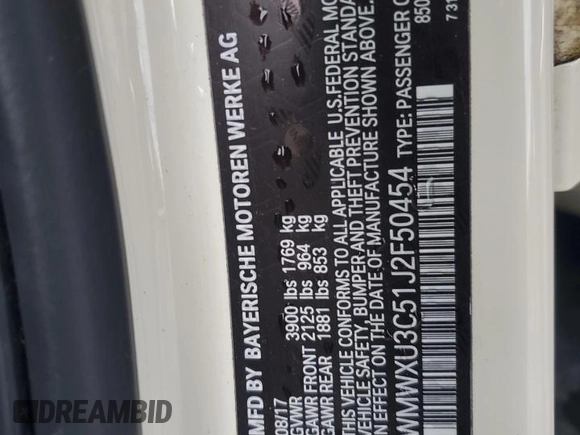 MFD BY BAYERISCHE MOTOREN WERKE AG
08/17
GVWR 3900 lbs 1769 kg
GAWR FRONT 2125 lbs 964 kg
GAWR REAR 1881 lbs 853 kg
THIS VEHICLE CONFORMS TO ALL APPLICABLE U.S. FEDERAL MO
VEHICLE SAFETY, BUMPER AND THEFT PREVENTION STANDA
EFFECT ON THE DATE OF MANUFACTURE SHOWN ABOVE.
WMWXU3C51J2F50454 TYPE: PASSENGER C
850
731
DREAMBID